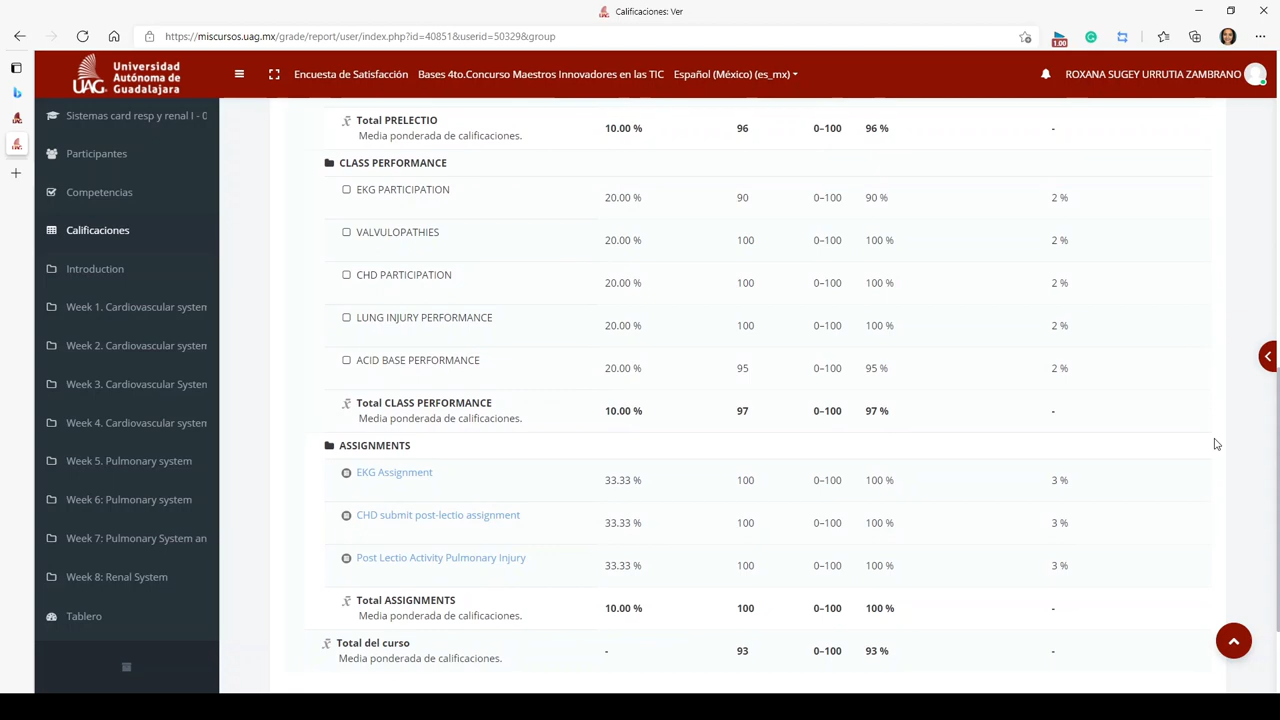 Calificaciones: Ver
https://miscursos.uag.mx/grade/report/user/index.php?id=40851&userid=50329&group
1.00
UAG
Universidad
Autónoma de
Guadalajara
Encuesta de Satisfacción Bases 4to.Concurso Maestros Innovadores en las TIC Español (México) (es_mx)
ROXANA SUGEY URRUTIA ZAMBRANO
Sistemas card resp y renal I - 0
Participantes
Competencias
Calificaciones
Introduction
Week 1. Cardiovascular system
Week 2. Cardiovascular system
Week 3. Cardiovascular System
Week 4. Cardiovascular system
Week 5. Pulmonary system
Week 6: Pulmonary system
Week 7: Pulmonary System an
Week 8: Renal System
Tablero
Total PRELECTIO
Media ponderada de calificaciones.
10.00 % 96 0–100 96 % -
CLASS PERFORMANCE
EKG PARTICIPATION
20.00 % 90 0–100 90 % 2 %
VALVULOPATHIES
20.00 % 100 0–100 100 % 2 %
CHD PARTICIPATION
20.00 % 100 0–100 100 % 2 %
LUNG INJURY PERFORMANCE
20.00 % 100 0–100 100 % 2 %
ACID BASE PERFORMANCE
20.00 % 95 0–100 95 % 2 %
Total CLASS PERFORMANCE
Media ponderada de calificaciones.
10.00 % 97 0–100 97 % -
ASSIGNMENTS
EKG Assignment
33.33 % 100 0–100 100 % 3 %
CHD submit post-lectio assignment
33.33 % 100 0–100 100 % 3 %
Post Lectio Activity Pulmonary Injury
33.33 % 100 0–100 100 % 3 %
Total ASSIGNMENTS
Media ponderada de calificaciones.
10.00 % 100 0–100 100 % -
Total del curso
Media ponderada de calificaciones.
- 93 0–100 93 % -